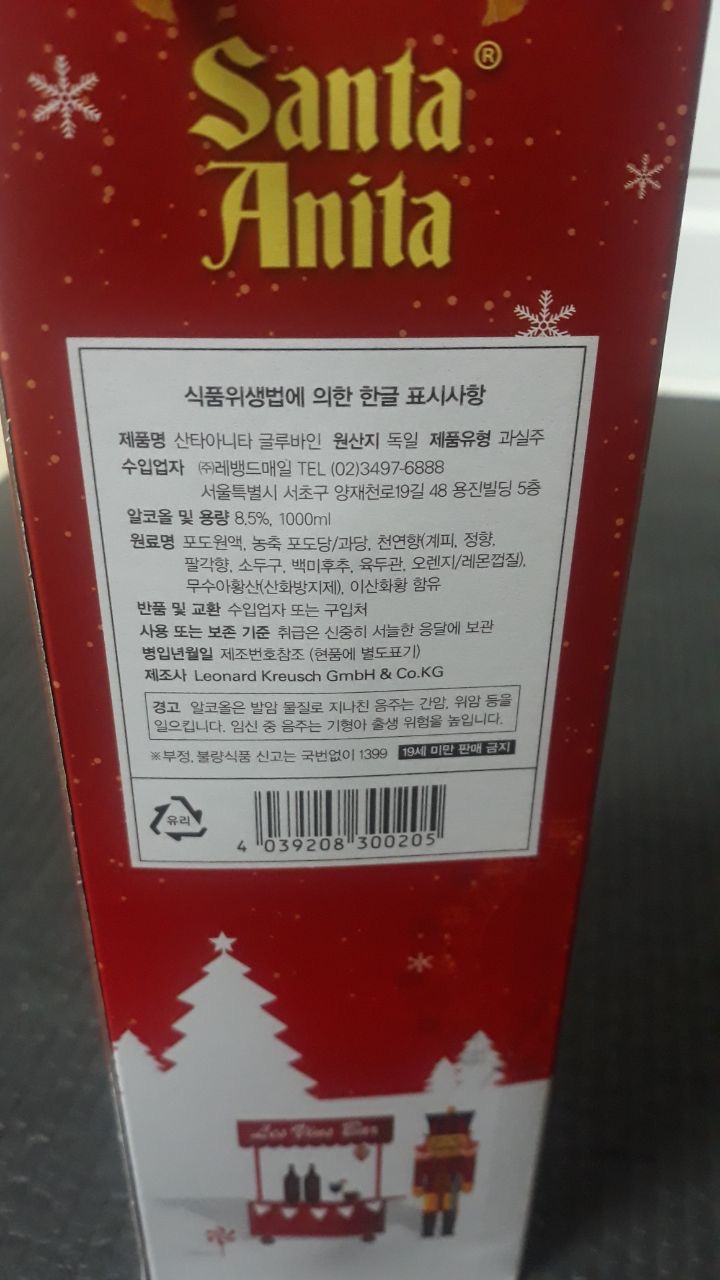 Santa®
Anita
식품위생법에 의한 한글 표시사항
제품명 산타아니타 글루바인 원산지 독일 제품유형 과실주
수입업자 ㈜레뱅드매일 TEL (02)3497-6888
서울특별시 서초구 양재천로19길 48 용진빌딩 5층
알코올 및 용량 8.5%, 1000ml
원료명 포도원액, 농축 포도당/과당, 천연향(계피, 정향,
팔각향, 소두구, 백미후추, 육두관, 오렌지/레몬껍질),
무수아황산(산화방지제), 이산화황 함유
반품 및 교환 수입업자 또는 구입처
사용 또는 보존 기준 취급은 신중히 서늘한 응달에 보관
병입년월일 제조번호참조 (현품에 별도표기)
제조사 Leonard Kreusch GmbH & Co.KG
경고 알코올은 발암 물질로 지나친 음주는 간암, 위암 등을
일으킵니다. 임신 중 음주는 기형아 출생 위험을 높입니다.
※부정, 불량식품 신고는 국번없이 1399 19세 미만 판매 금지
유리
4 039208 300205
Les Vins Bar